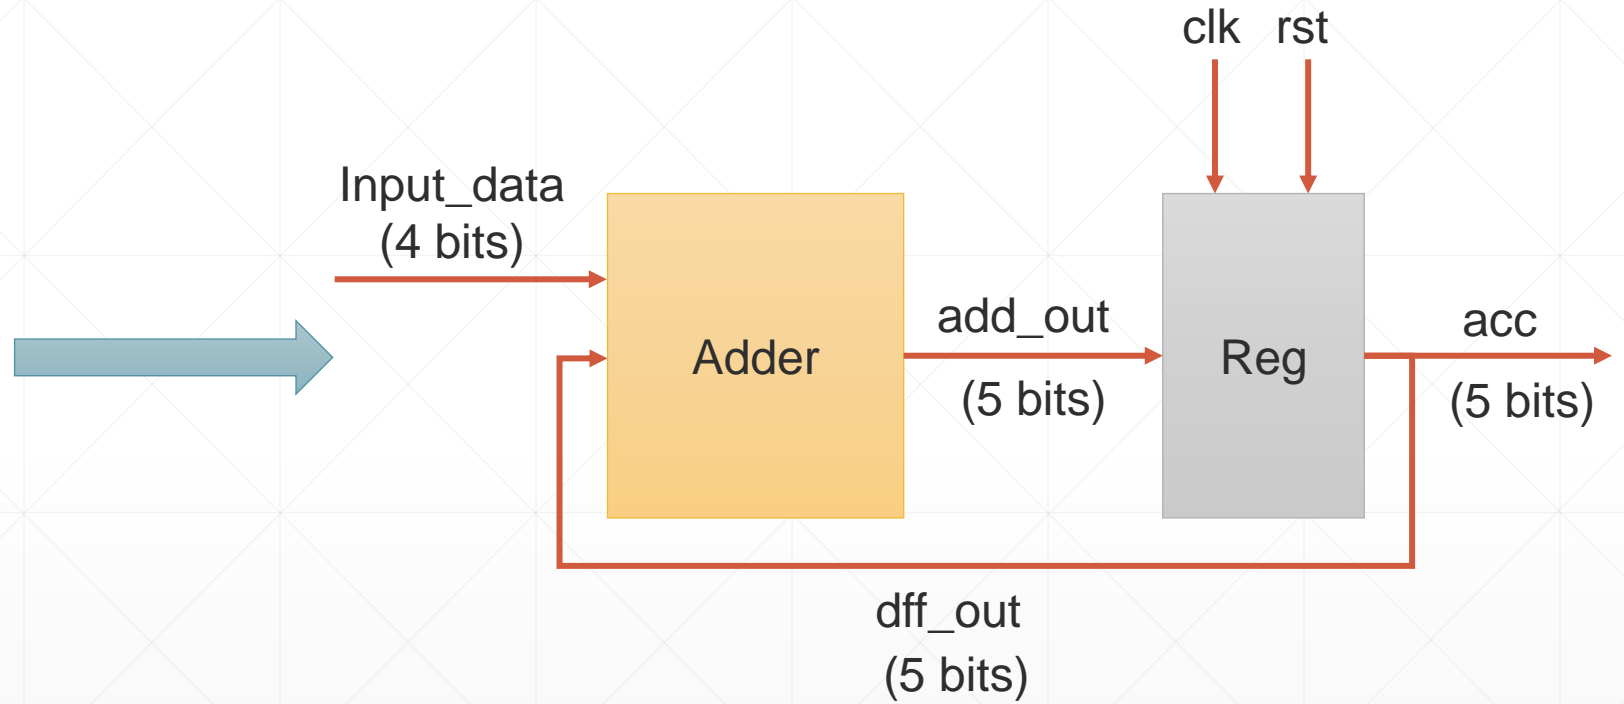 clk rst
Input_data
(4 bits)
Adder
add_out
(5 bits)
Reg
acc
(5 bits)
dff_out
(5 bits)